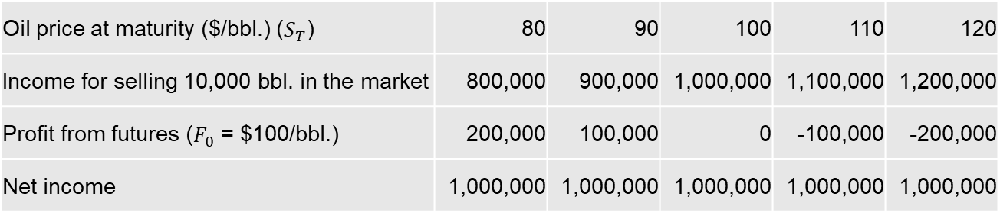 Oil price at maturity ($/bbl.) (S_T) 80 90 100 110 120
Income for selling 10,000 bbl. in the market 800,000 900,000 1,000,000 1,100,000 1,200,000
Profit from futures (F_0 = $100/bbl.) 200,000 100,000 0 -100,000 -200,000
Net income 1,000,000 1,000,000 1,000,000 1,000,000 1,000,000